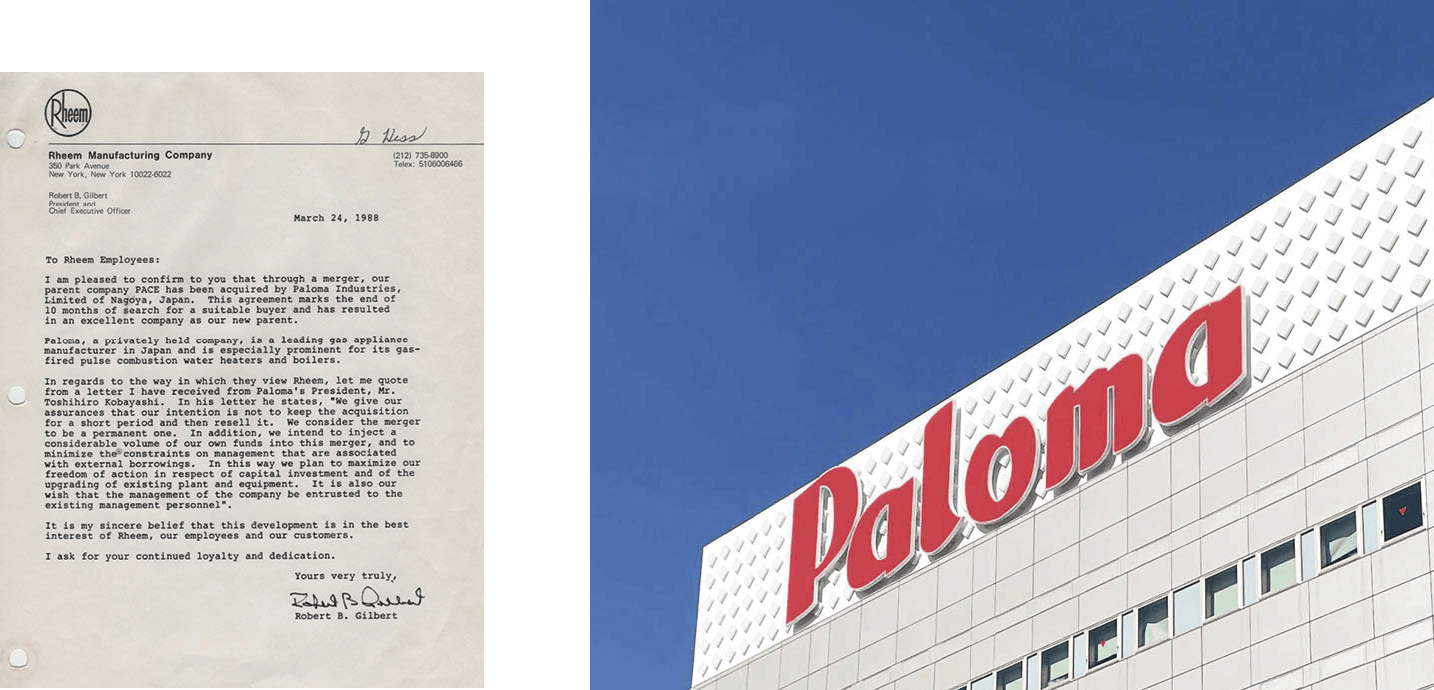 Rheem
G Hess
Rheem Manufacturing Company
350 Park Avenue
New York, New York 10022-6022
(212) 735-8900
Telex: 5106006466
Robert B. Gilbert
President and
Chief Executive Officer
March 24, 1988
To Rheem Employees:
I am pleased to confirm to you that through a merger, our
parent company PACE has been acquired by Paloma Industries,
Limited of Nagoya, Japan.  This agreement marks the end of
10 months of search for a suitable buyer and has resulted
in an excellent company as our new parent.
Paloma, a privately held company, is a leading gas appliance
manufacturer in Japan and is especially prominent for its gas-
fired pulse combustion water heaters and boilers.
In regards to the way in which they view Rheem, let me quote
from a letter I have received from Paloma's President, Mr.
Toshihiro Kobayashi.  In his letter he states, "We give our
assurances that our intention is not to keep the acquisition
for a short period and then resell it.  We consider the merger
to be a permanent one.  In addition, we intend to inject a
considerable volume of our own funds into this merger, and to
minimize the constraints on management that are associated
with external borrowings.  In this way we plan to maximize our
freedom of action in respect of capital investment and of the
upgrading of existing plant and equipment.  It is also our
wish that the management of the company be entrusted to the
existing management personnel".
It is my sincere belief that this development is in the best
interest of Rheem, our employees and our customers.
I ask for your continued loyalty and dedication.
Yours very truly,
Robert B Gilbert
Robert B. Gilbert
Paloma